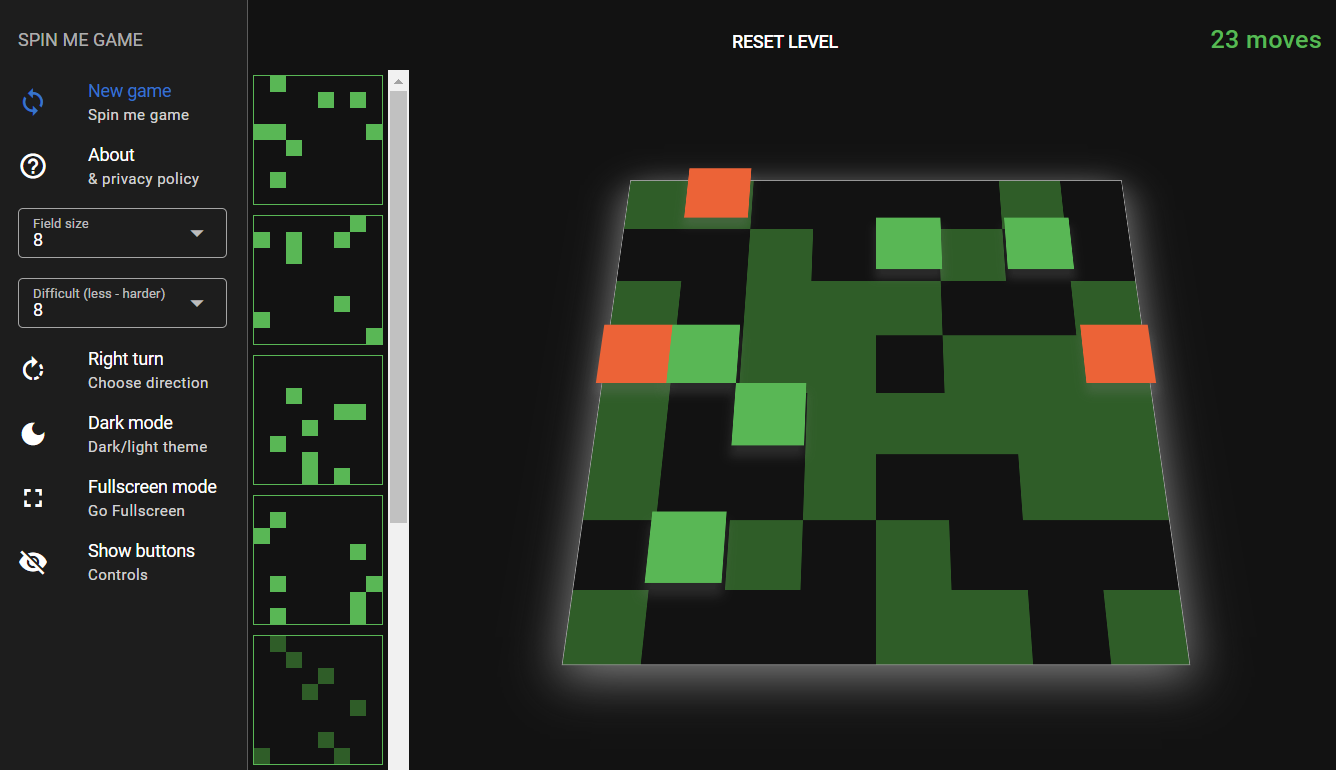 SPIN ME GAME
New game
Spin me game
About
& privacy policy
Field size
8
Difficult (less - harder)
8
Right turn
Choose direction
Dark mode
Dark/light theme
Fullscreen mode
Go Fullscreen
Show buttons
Controls
RESET LEVEL
23 moves